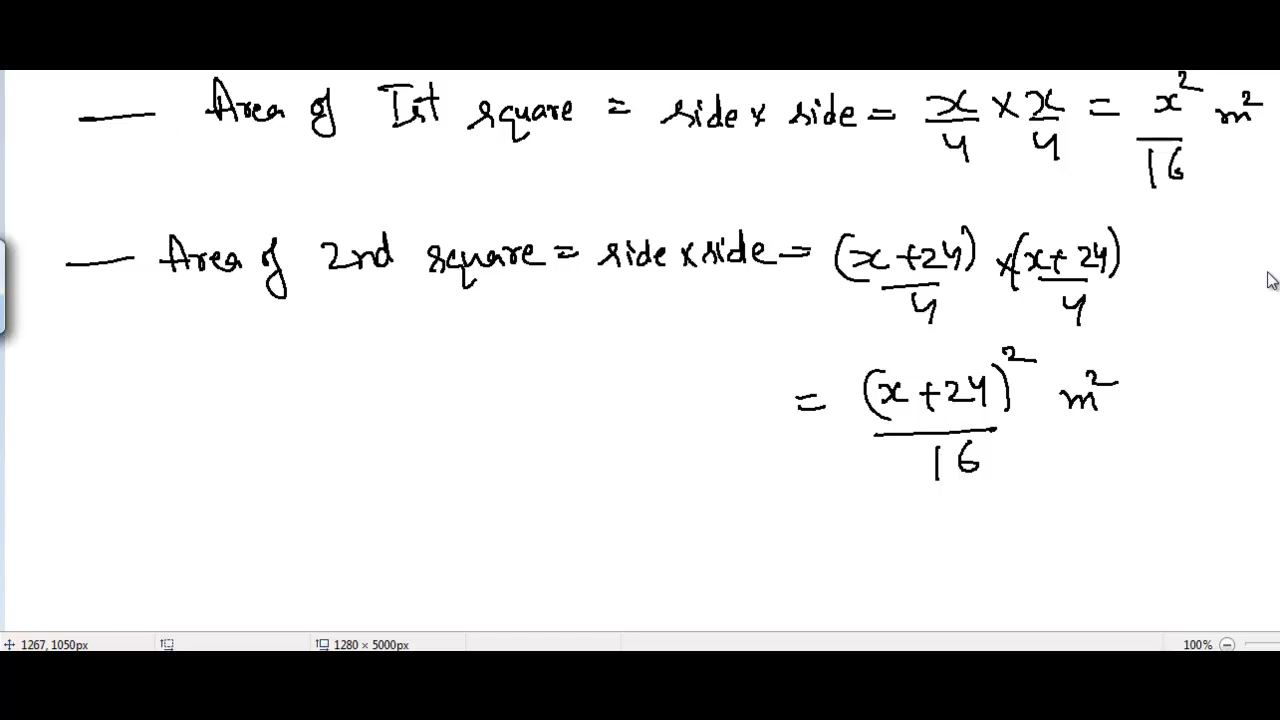 — Area of Ist square = side × side = x/4 × x/4 = x²/16 m²
— Area of 2nd square = side × side = (x+24)/4 × (x+24)/4
= (x+24)²/16 m²
1267, 1050px 1280 × 5000px 100%